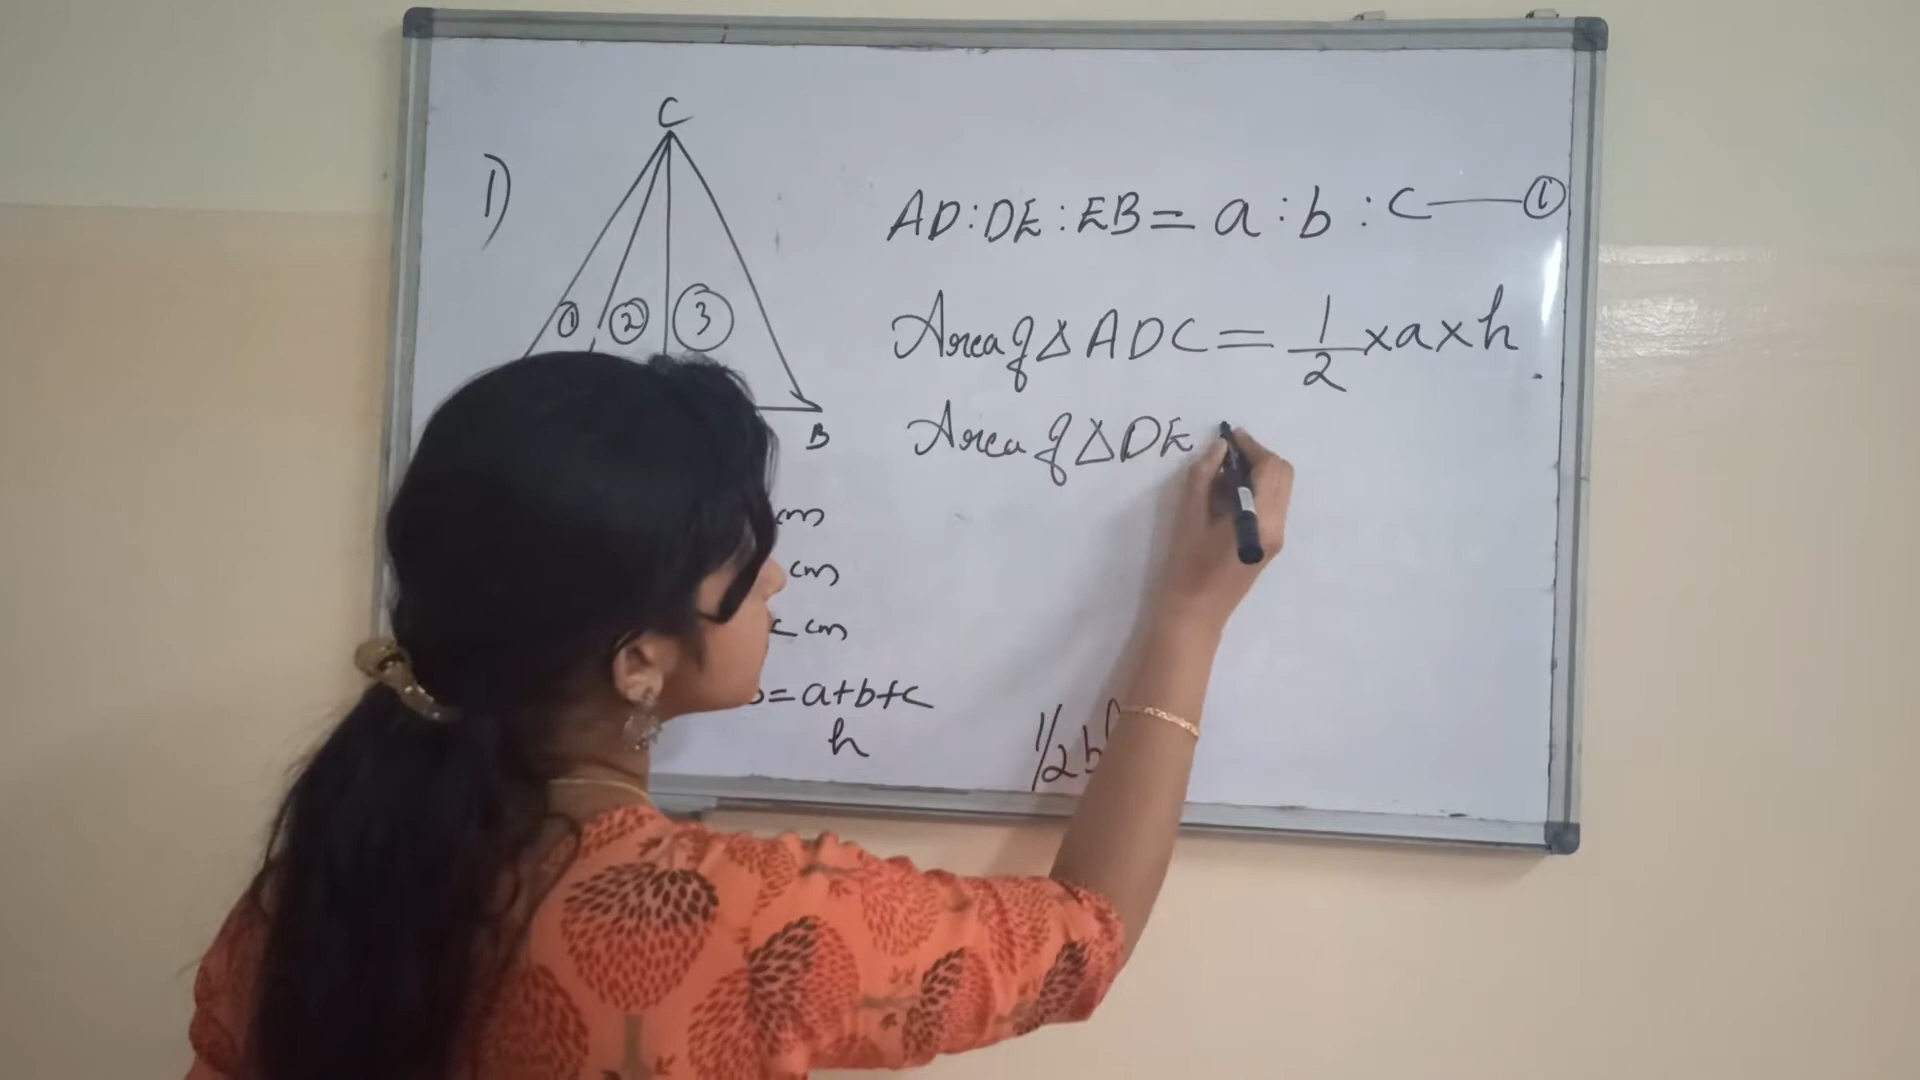 1)
C
① ② ③
B
cm
cm
c cm
= a+b+c
h
AD:DE:EB = a:b:c — ①
Area of △ ADC = 1/2 × a × h
Area of △ DE
1/2 b